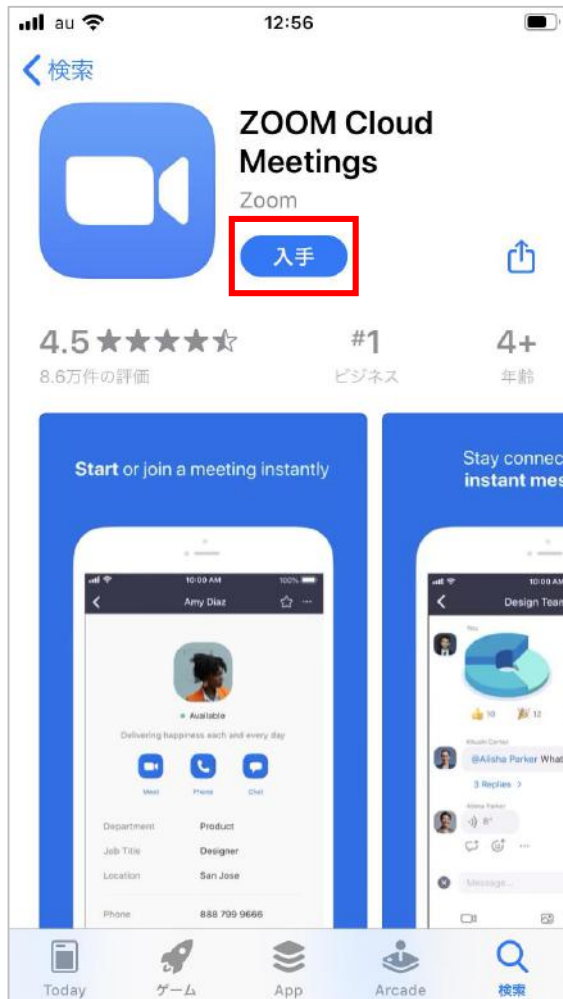 au 12:56
検索
ZOOM Cloud
Meetings
Zoom
入手
4.5 #1 4+
8.6万件の評価 ビジネス 年齢
Start or join a meeting instantly
10:00 AM 100%
Amy Diaz
Available
Delivering happiness each and every day
Meet Phone Chat
Department Product
Job Title Designer
Location San Jose
Phone 888 799 9666
Stay connec
instant mes
10:00 AM
Design Team
You
10 12
@Alisha Parker What
3 Replies
Alisha Parker
8"
Message...
Today ゲーム App Arcade 検索